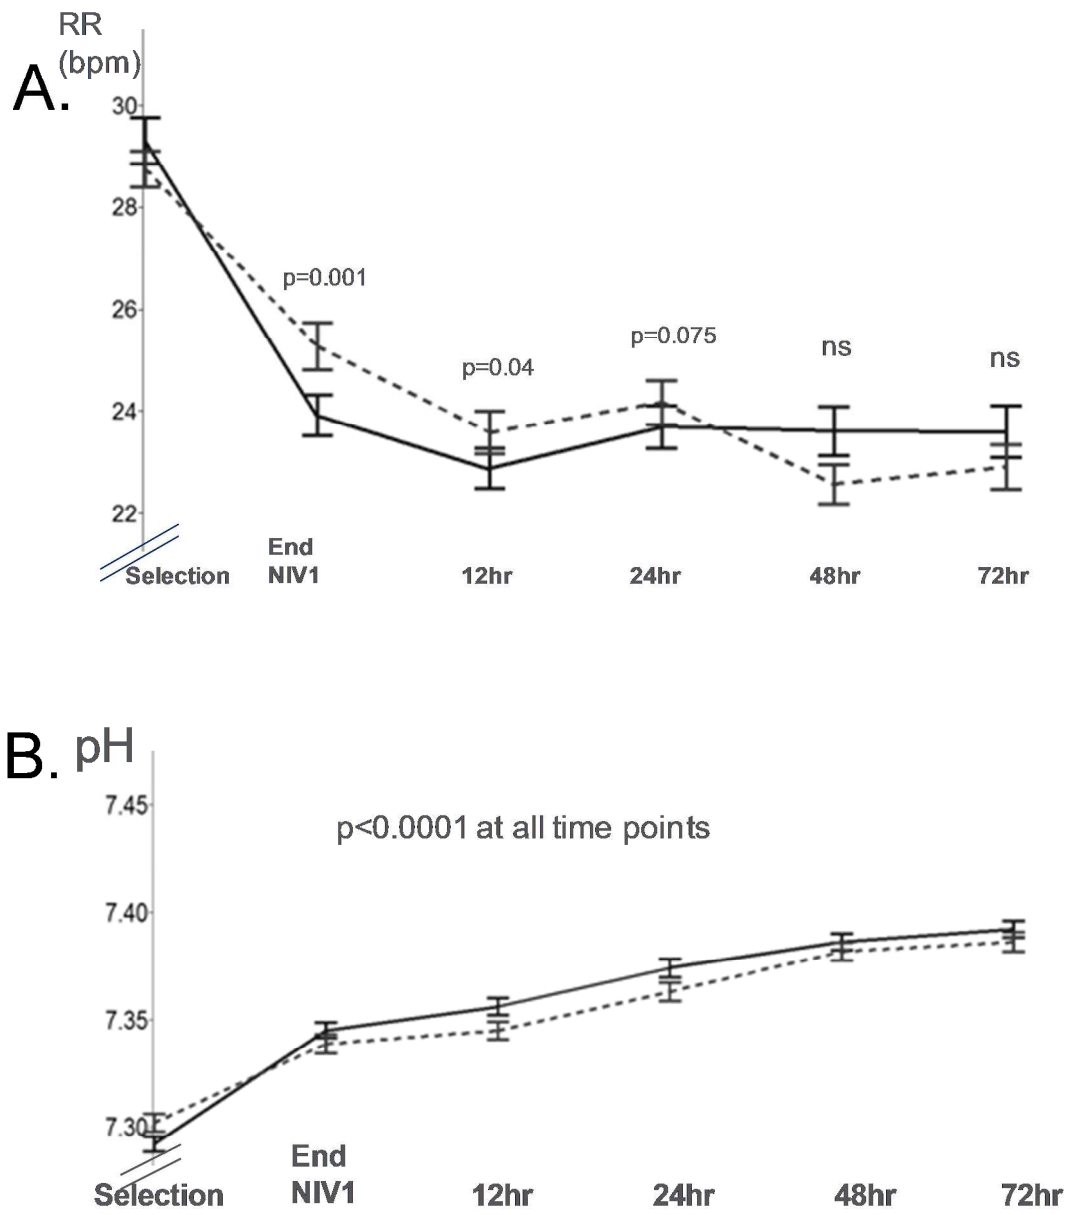 RR
(bpm)
A.
30
28
26
24
22
p=0.001
p=0.04
p=0.075
ns
ns
Selection
End
NIV1
12hr
24hr
48hr
72hr
B. pH
7.45
7.40
7.35
7.30
p<0.0001 at all time points
Selection
End
NIV1
12hr
24hr
48hr
72hr